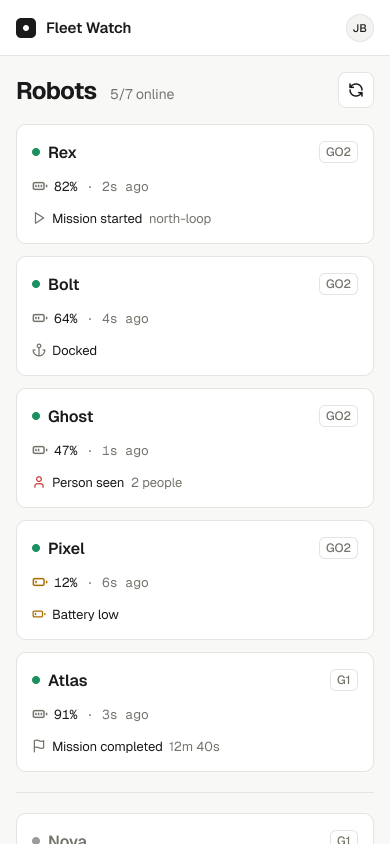 Fleet Watch
JB
Robots 5/7 online
Rex GO2
82% · 2s ago
Mission started north-loop
Bolt GO2
64% · 4s ago
Docked
Ghost GO2
47% · 1s ago
Person seen 2 people
Pixel GO2
12% · 6s ago
Battery low
Atlas G1
91% · 3s ago
Mission completed 12m 40s
Nova G1